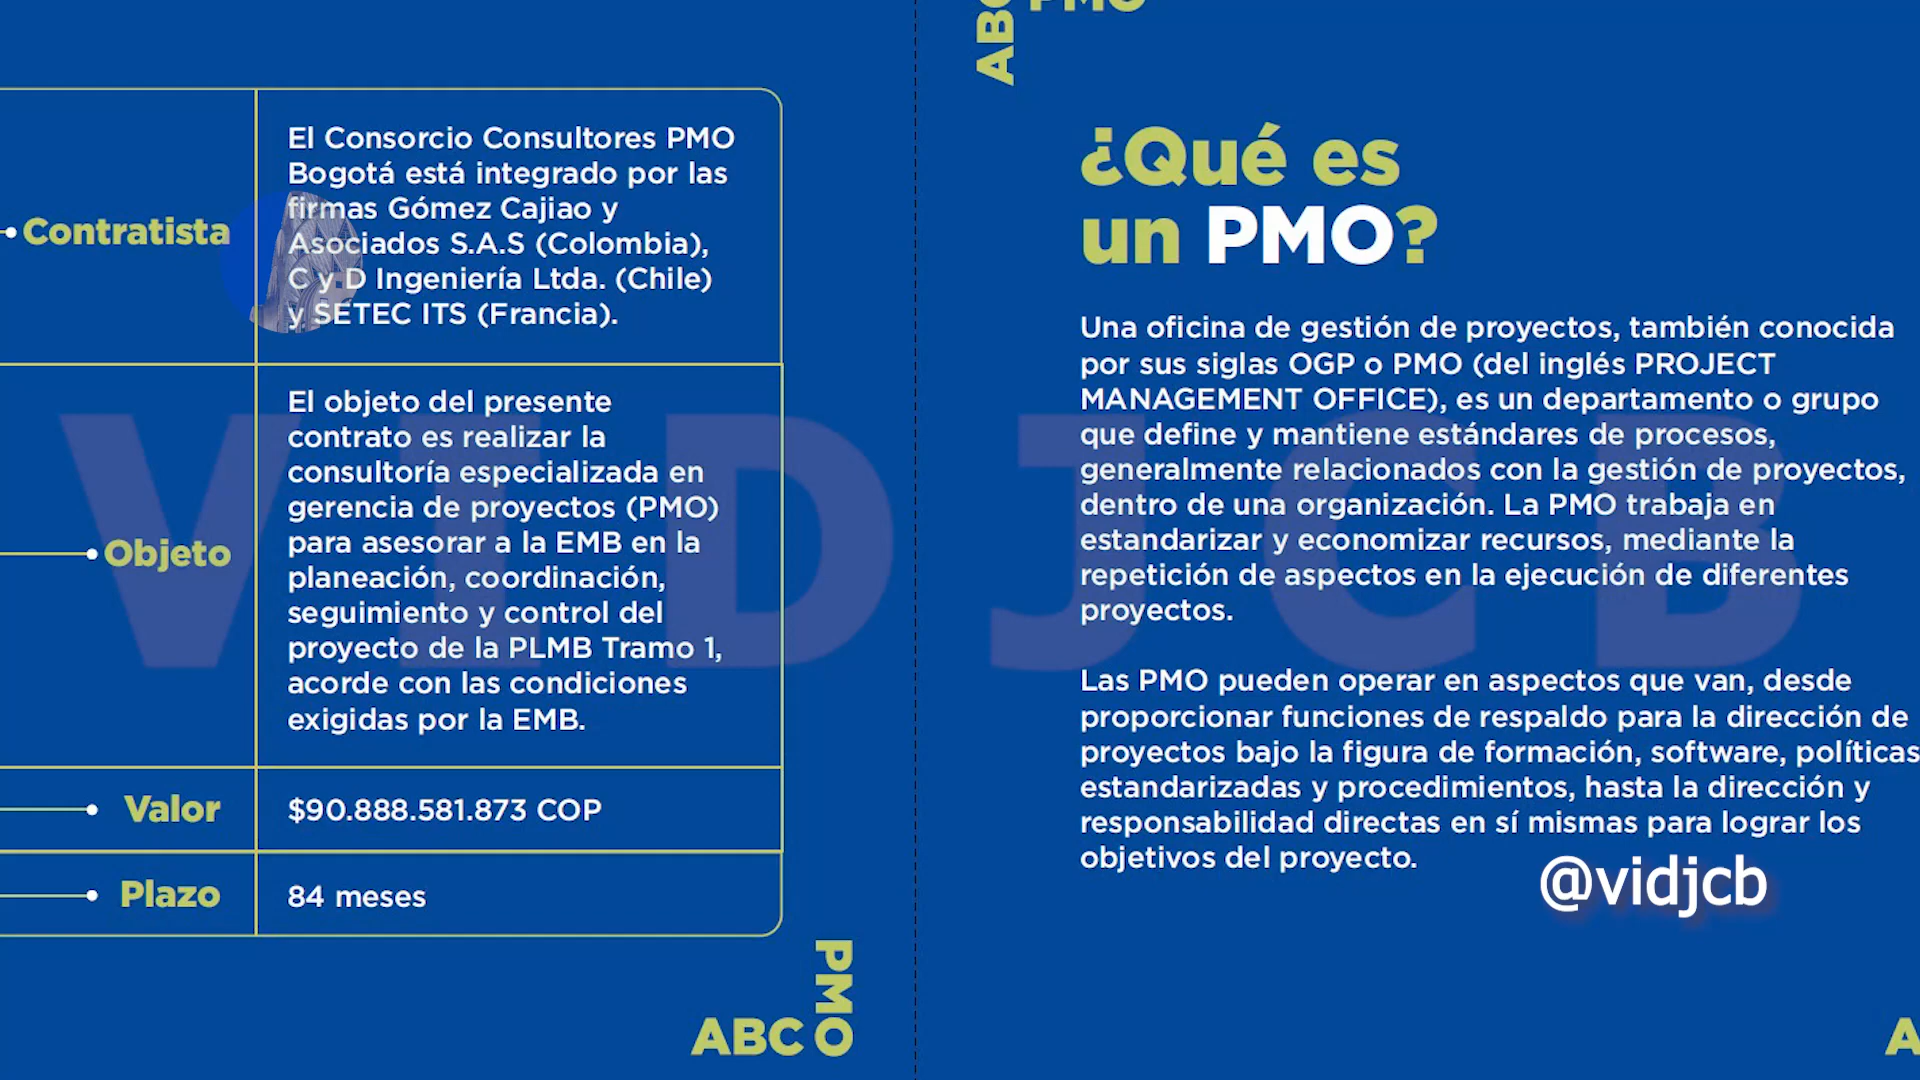 Contratista
El Consorcio Consultores PMO
Bogotá está integrado por las
firmas Gómez Cajiao y
Asociados S.A.S (Colombia),
C y D Ingeniería Ltda. (Chile)
y SETEC ITS (Francia).
Objeto
El objeto del presente
contrato es realizar la
consultoría especializada en
gerencia de proyectos (PMO)
para asesorar a la EMB en la
planeación, coordinación,
seguimiento y control del
proyecto de la PLMB Tramo 1,
acorde con las condiciones
exigidas por la EMB.
Valor
$90.888.581.873 COP
Plazo
84 meses
ABC PMO
ABC PMO
¿Qué es
un PMO?
Una oficina de gestión de proyectos, también conocida
por sus siglas OGP o PMO (del inglés PROJECT
MANAGEMENT OFFICE), es un departamento o grupo
que define y mantiene estándares de procesos,
generalmente relacionados con la gestión de proyectos,
dentro de una organización. La PMO trabaja en
estandarizar y economizar recursos, mediante la
repetición de aspectos en la ejecución de diferentes
proyectos.
Las PMO pueden operar en aspectos que van, desde
proporcionar funciones de respaldo para la dirección de
proyectos bajo la figura de formación, software, políticas
estandarizadas y procedimientos, hasta la dirección y
responsabilidad directas en sí mismas para lograr los
objetivos del proyecto.
@vidjcb
VIDJCB
A